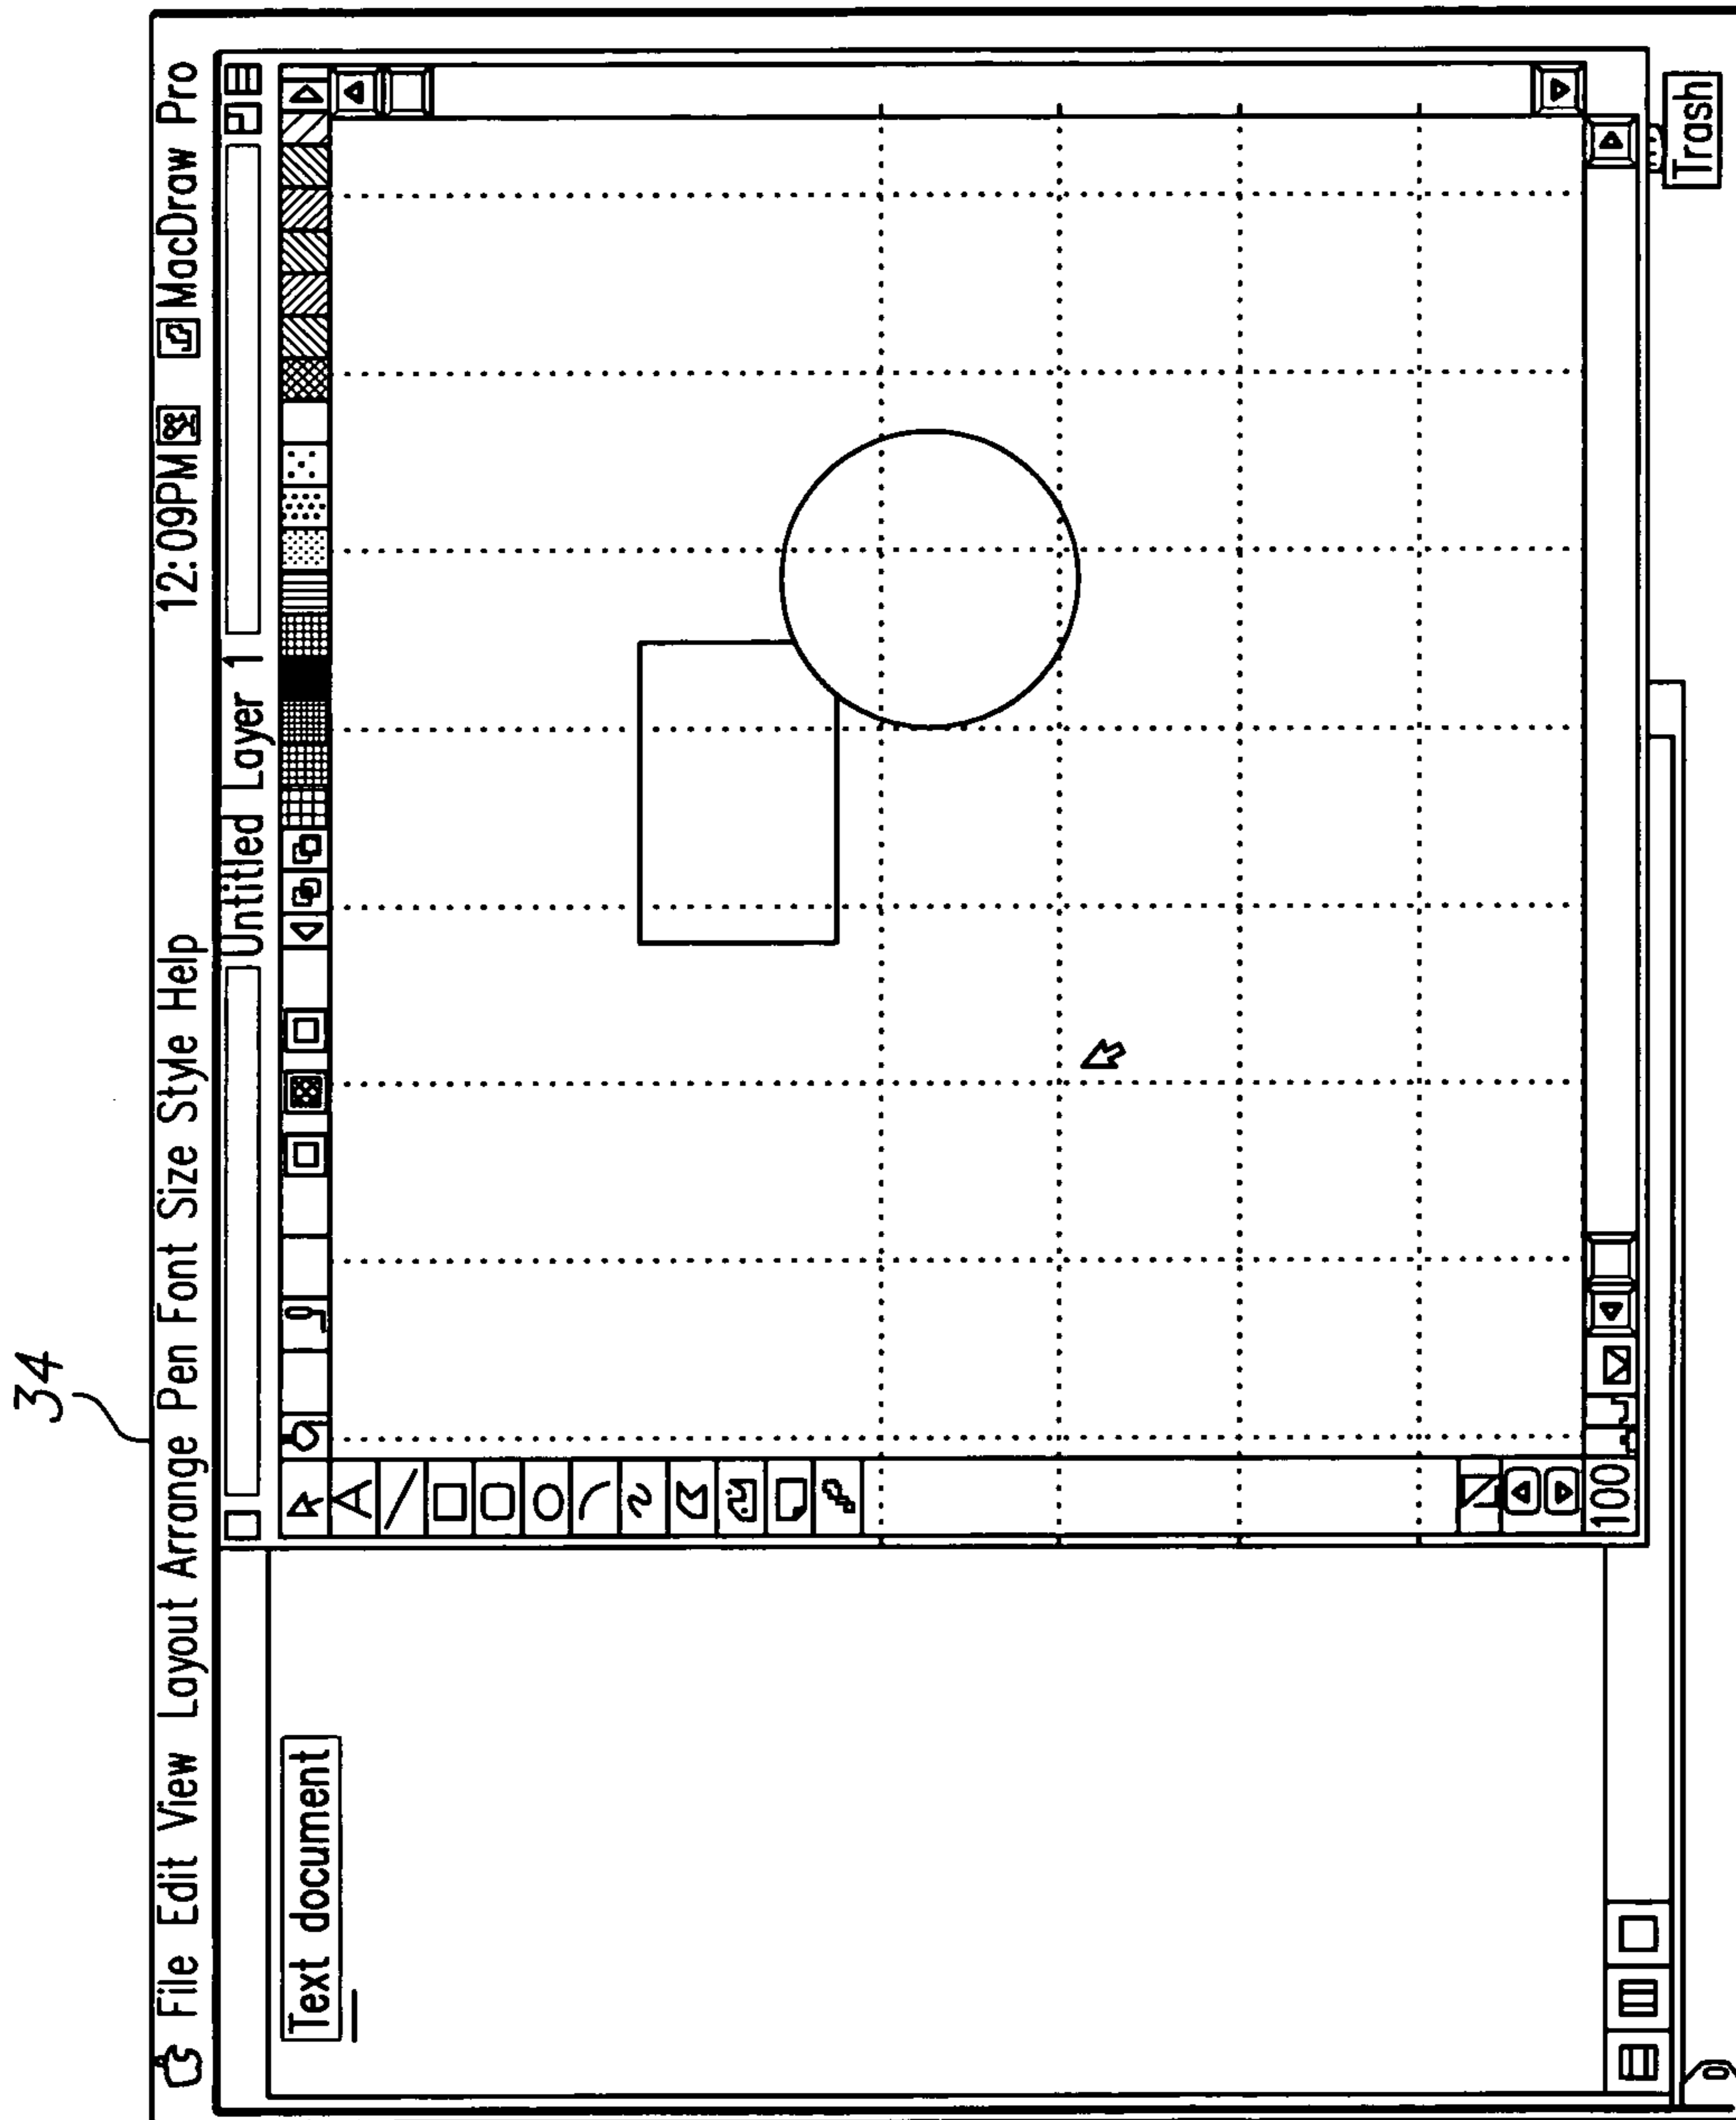 34
File Edit View Layout Arrange Pen Font Size Style Help 12:09PM MacDraw Pro
Untitled Layer 1
Text document
100
Trash